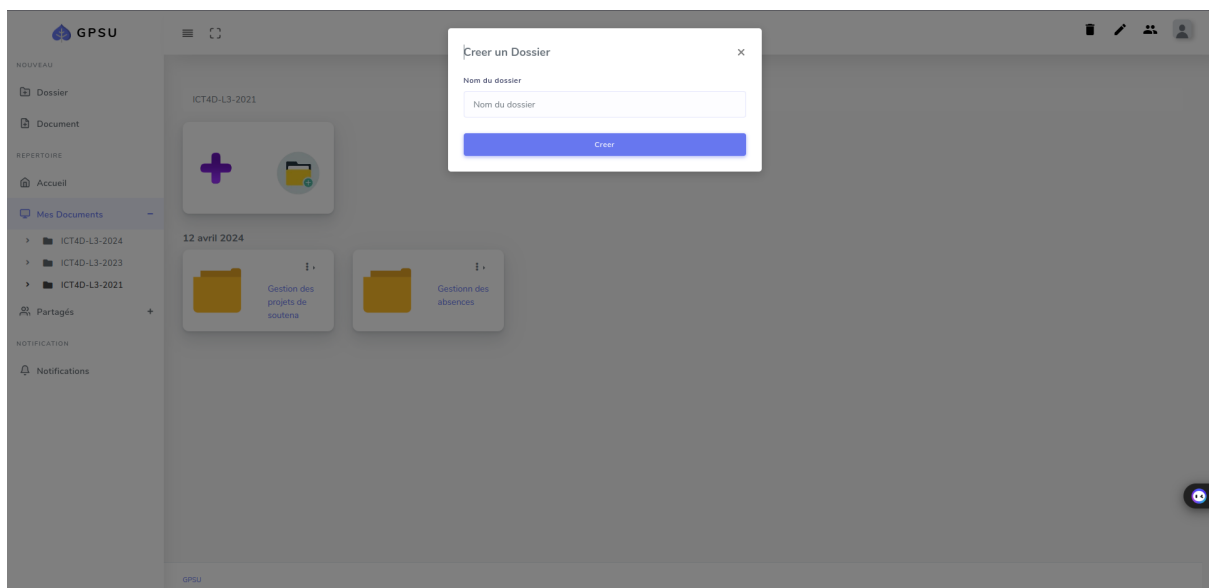 GPSU
NOUVEAU
Dossier
Document
REPERTOIRE
Accueil
Mes Documents
ICT4D-L3-2024
ICT4D-L3-2023
ICT4D-L3-2021
Partagés
NOTIFICATION
Notifications
ICT4D-L3-2021
12 avril 2024
Gestion des
projets de
soutena
Gestionn des
absences
Creer un Dossier
Nom du dossier
Nom du dossier
Creer
GPSU